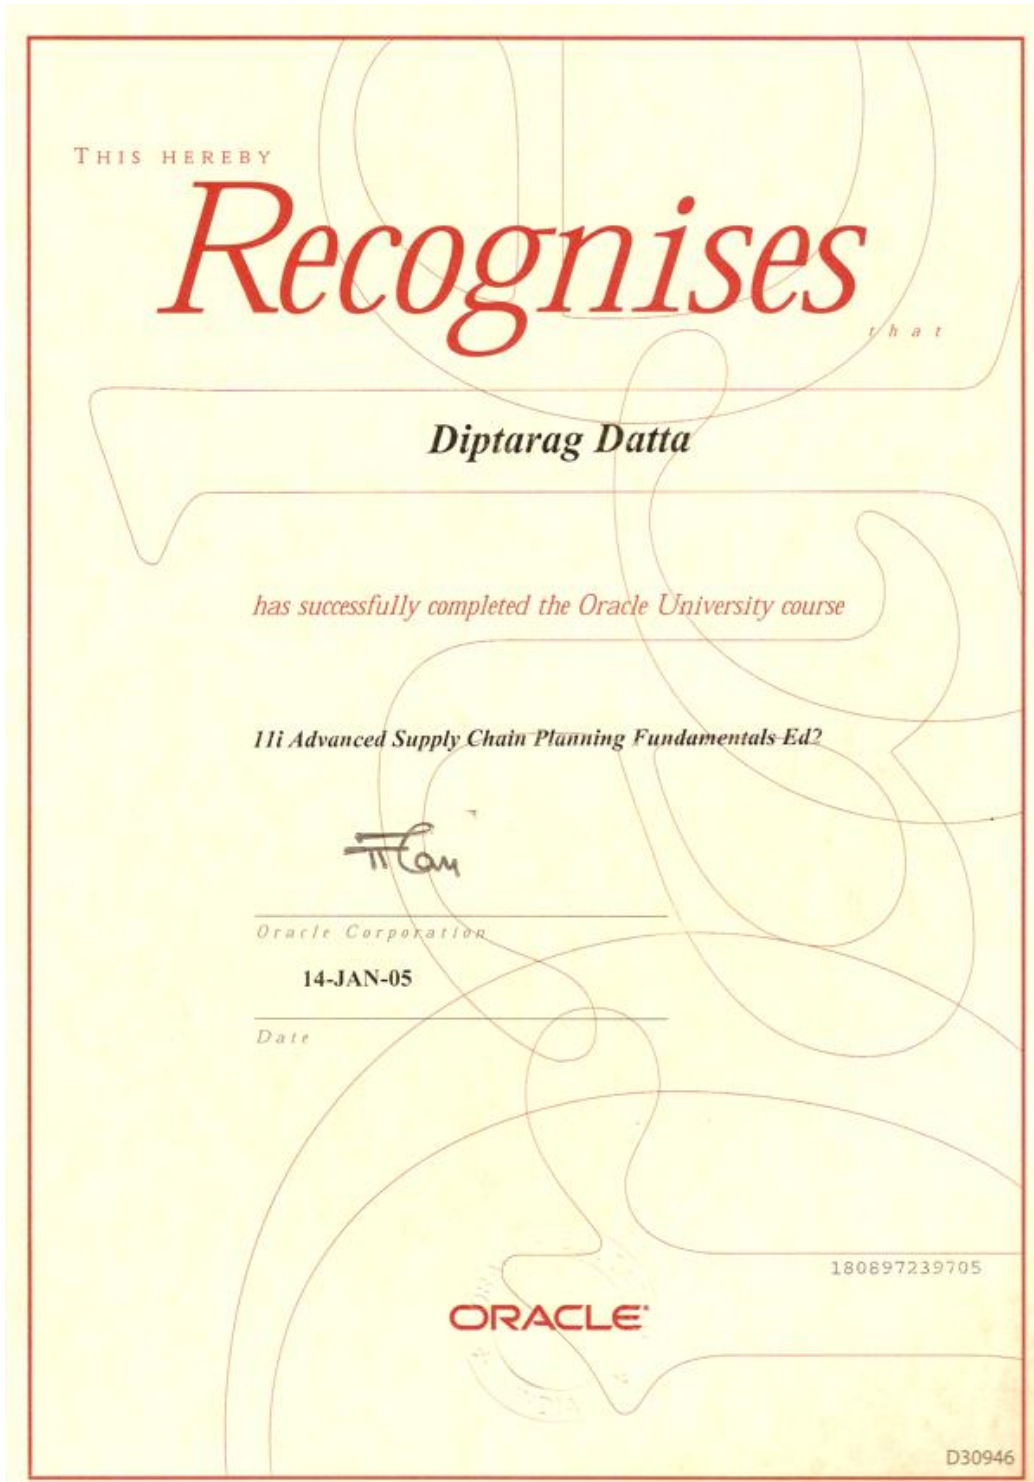 THIS HEREBY
Recognises
that
Diptarag Datta
has successfully completed the Oracle University course
11i Advanced Supply Chain Planning Fundamentals Ed2
Oracle Corporation
14-JAN-05
Date
180897239705
ORACLE
D30946